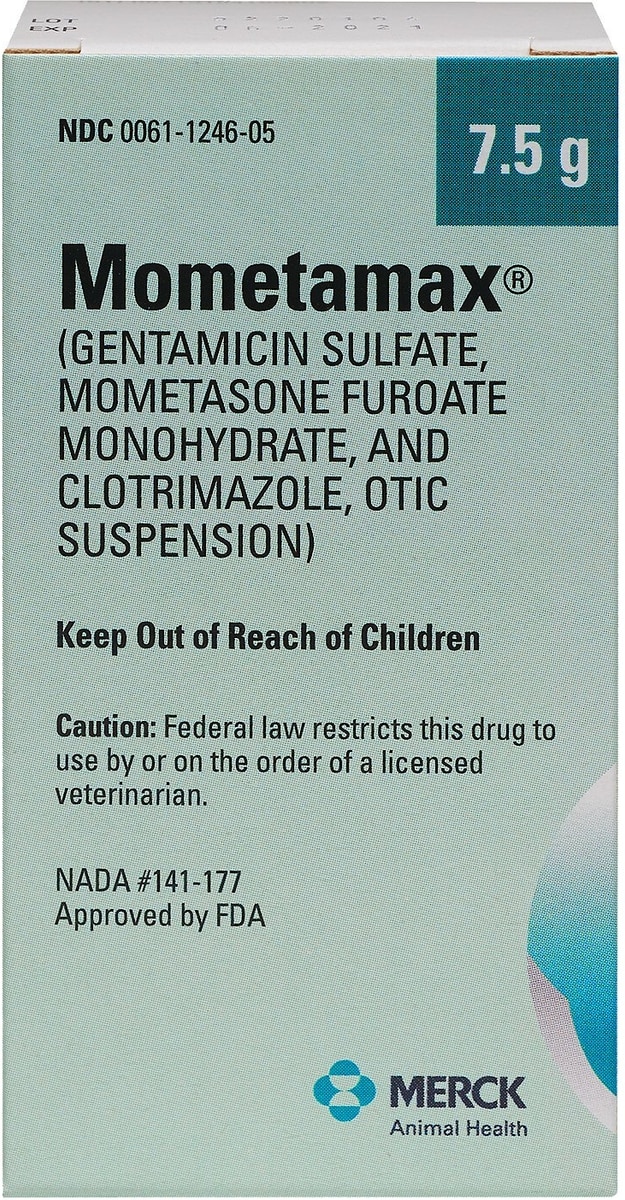 LOT
EXP
NDC 0061-1246-05
7.5 g
Mometamax®
(GENTAMICIN SULFATE,
MOMETASONE FUROATE
MONOHYDRATE, AND
CLOTRIMAZOLE, OTIC
SUSPENSION)
Keep Out of Reach of Children
Caution: Federal law restricts this drug to
use by or on the order of a licensed
veterinarian.
NADA #141-177
Approved by FDA
MERCK
Animal Health